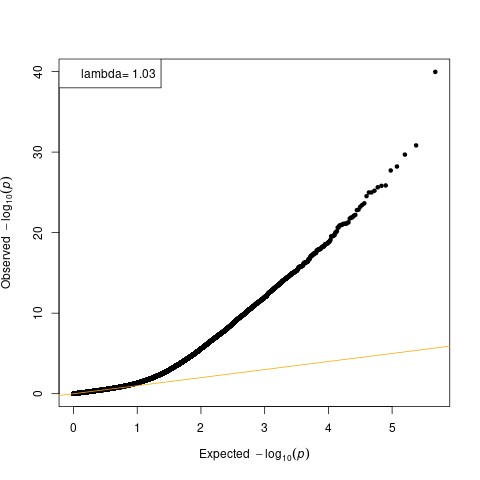 lambda= 1.03
Observed −log₁₀(p)
40
30
20
10
0
0 1 2 3 4 5
Expected −log₁₀(p)